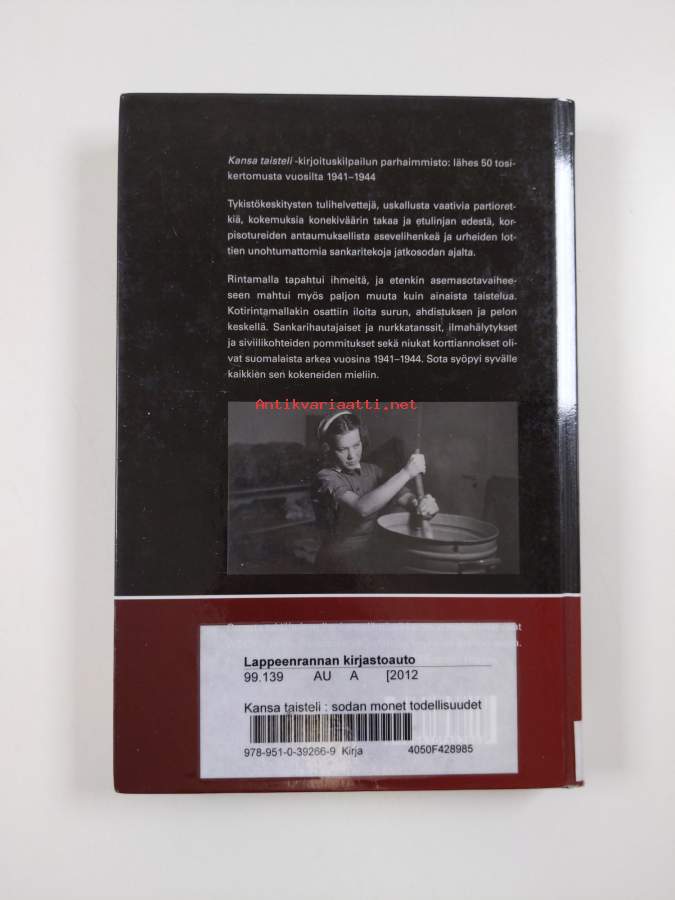 Kansa taisteli -kirjoituskilpailun parhaimmisto: lähes 50 tosi-
kertomusta vuosilta 1941–1944
Tykistökeskitysten tulihelvettejä, uskallusta vaativia partioret-
kiä, kokemuksia konekiväärin takaa ja etulinjan edestä, kor-
pisotureiden antaumuksellista asevelihenkeä ja urheiden lot-
tien unohtumattomia sankaritekoja jatkosodan ajalta.
Rintamalla tapahtui ihmeitä, ja etenkin asemasotavaihee-
seen mahtui myös paljon muuta kuin ainaista taistelua.
Kotirintamallakin osattiin iloita surun, ahdistuksen ja pelon
keskellä. Sankarihautajaiset ja nurkkatanssit, ilmahälytykset
ja siviilikohteiden pommitukset sekä niukat korttiannokset oli-
vat suomalaista arkea vuosina 1941–1944. Sota syöpyi syvälle
kaikkien sen kokeneiden mieliin.
Antikvariaatti.net
Lappeenrannan kirjastoauto
99.139 AU A [2012
Kansa taisteli : sodan monet todellisuudet
978-951-0-39266-9 Kirja 4050F428985